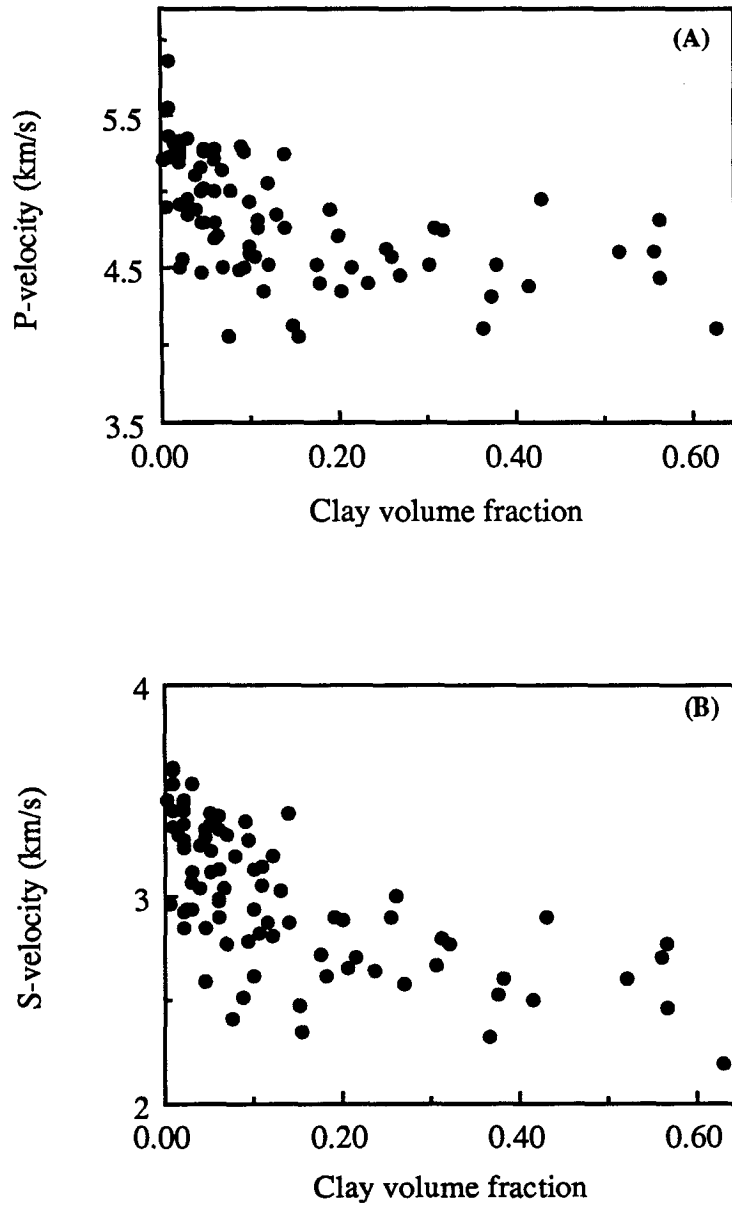 (A)
P-velocity (km/s)
5.5
4.5
3.5
0.00 0.20 0.40 0.60
Clay volume fraction
(B)
S-velocity (km/s)
4
3
2
0.00 0.20 0.40 0.60
Clay volume fraction